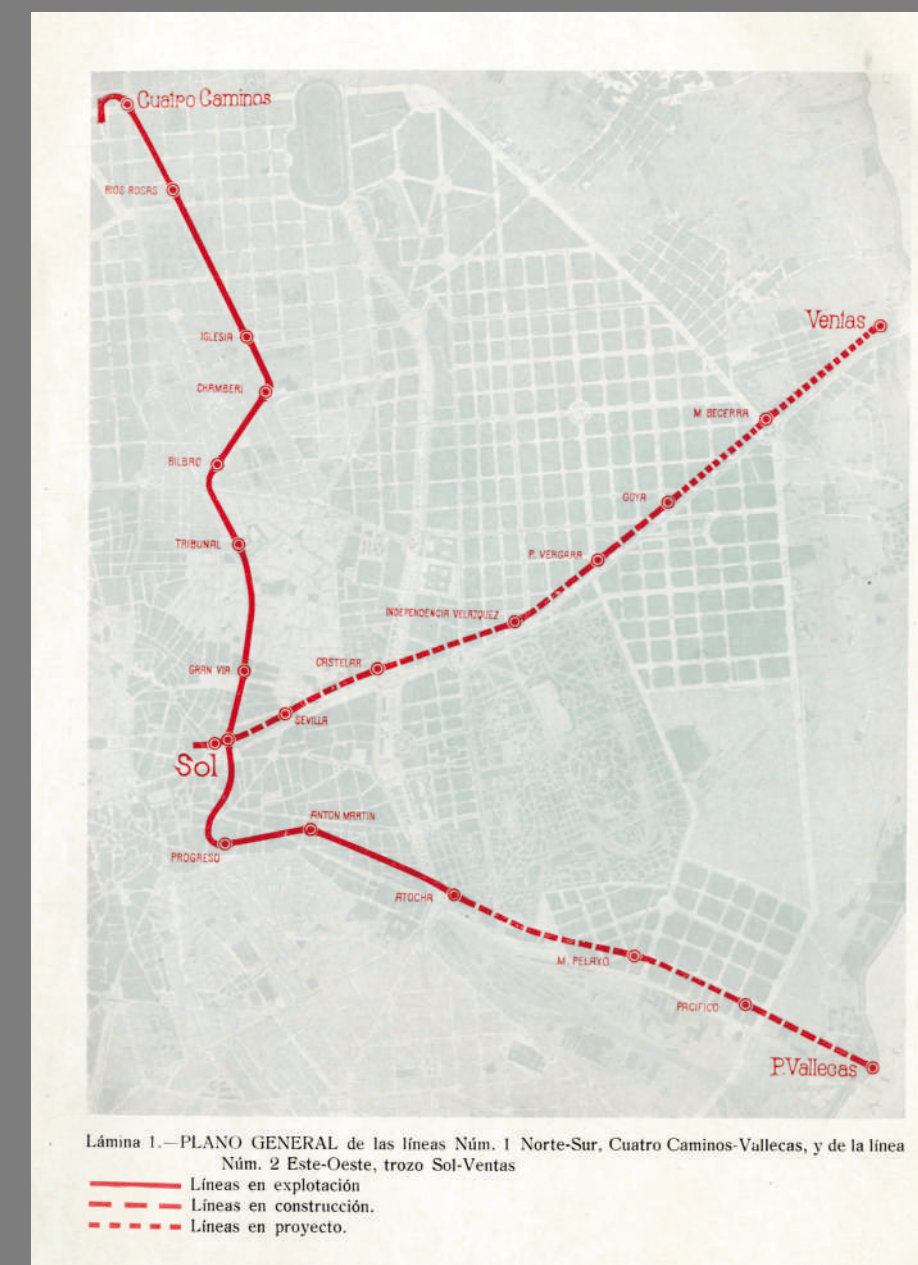 Cuatro Caminos
RIOS ROSAS
IGLESIA
CHAMBERI
BILBAO
TRIBUNAL
GRAN VIA
Sol
SEVILLA
CASTELAR
INDEPENDENCIA VELAZQUEZ
P. VERGARA
GOYA
M. BECERRA
Ventas
PROGRESO
ANTON MARTIN
ATOCHA
M. PELAYO
PACIFICO
P.Vallecas
Lámina 1.—PLANO GENERAL de las líneas Núm. 1 Norte-Sur, Cuatro Caminos-Vallecas, y de la línea
Núm. 2 Este-Oeste, trozo Sol-Ventas
Líneas en explotación
Líneas en construcción.
Líneas en proyecto.